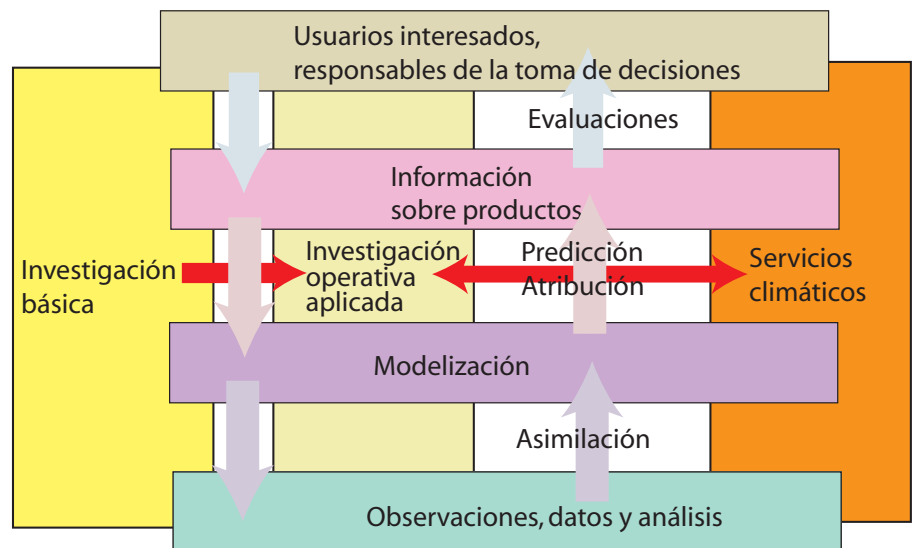 Usuarios interesados,
responsables de la toma de decisiones
Evaluaciones
Información
sobre productos
Investigación
básica
Investigación
operativa
aplicada
Predicción
Atribución
Servicios
climáticos
Modelización
Asimilación
Observaciones, datos y análisis